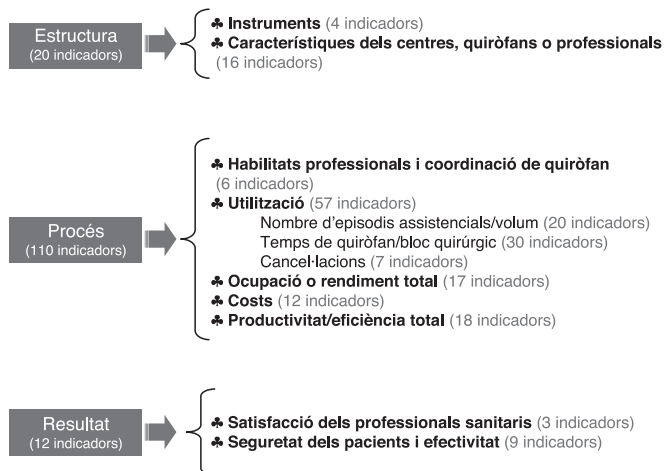 Estructura
(20 indicadors)
♣ Instruments (4 indicadors)
♣ Característiques dels centres, quiròfans o professionals
(16 indicadors)
Procés
(110 indicadors)
♣ Habilitats professionals i coordinació de quiròfan
(6 indicadors)
♣ Utilització (57 indicadors)
Nombre d'episodis assistencials/volum (20 indicadors)
Temps de quiròfan/bloc quirúrgic (30 indicadors)
Cancel·lacions (7 indicadors)
♣ Ocupació o rendiment total (17 indicadors)
♣ Costs (12 indicadors)
♣ Productivitat/eficiència total (18 indicadors)
Resultat
(12 indicadors)
♣ Satisfacció dels professionals sanitaris (3 indicadors)
♣ Seguretat dels pacients i efectivitat (9 indicadors)